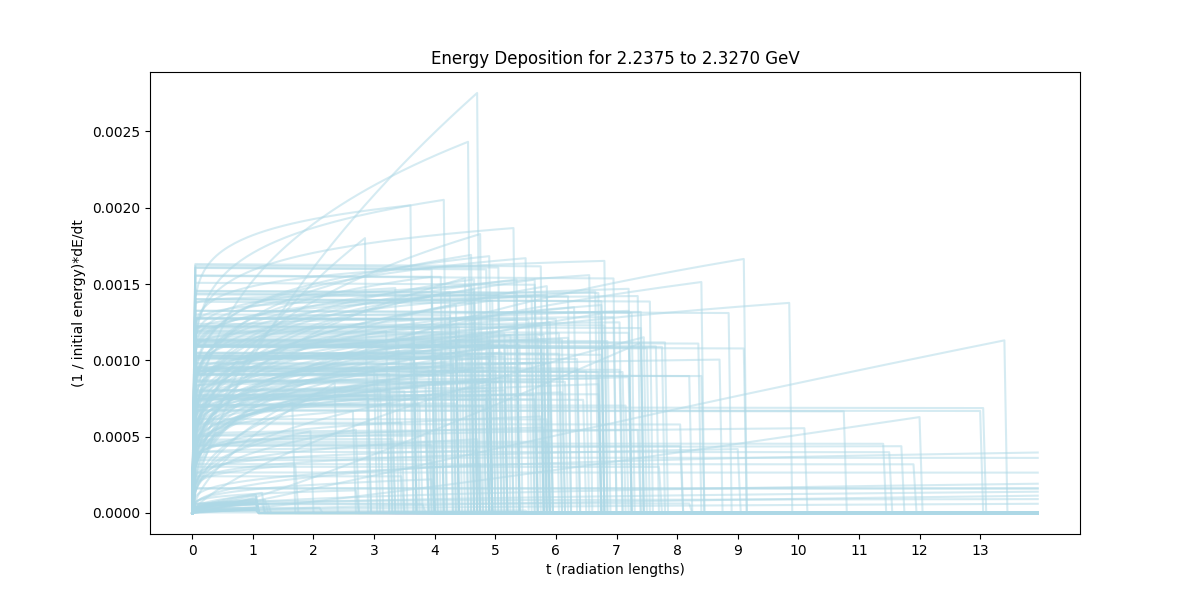 Energy Deposition for 2.2375 to 2.3270 GeV
(1 / initial energy)*dE/dt
0.0025
0.0020
0.0015
0.0010
0.0005
0.0000
0 1 2 3 4 5 6 7 8 9 10 11 12 13
t (radiation lengths)